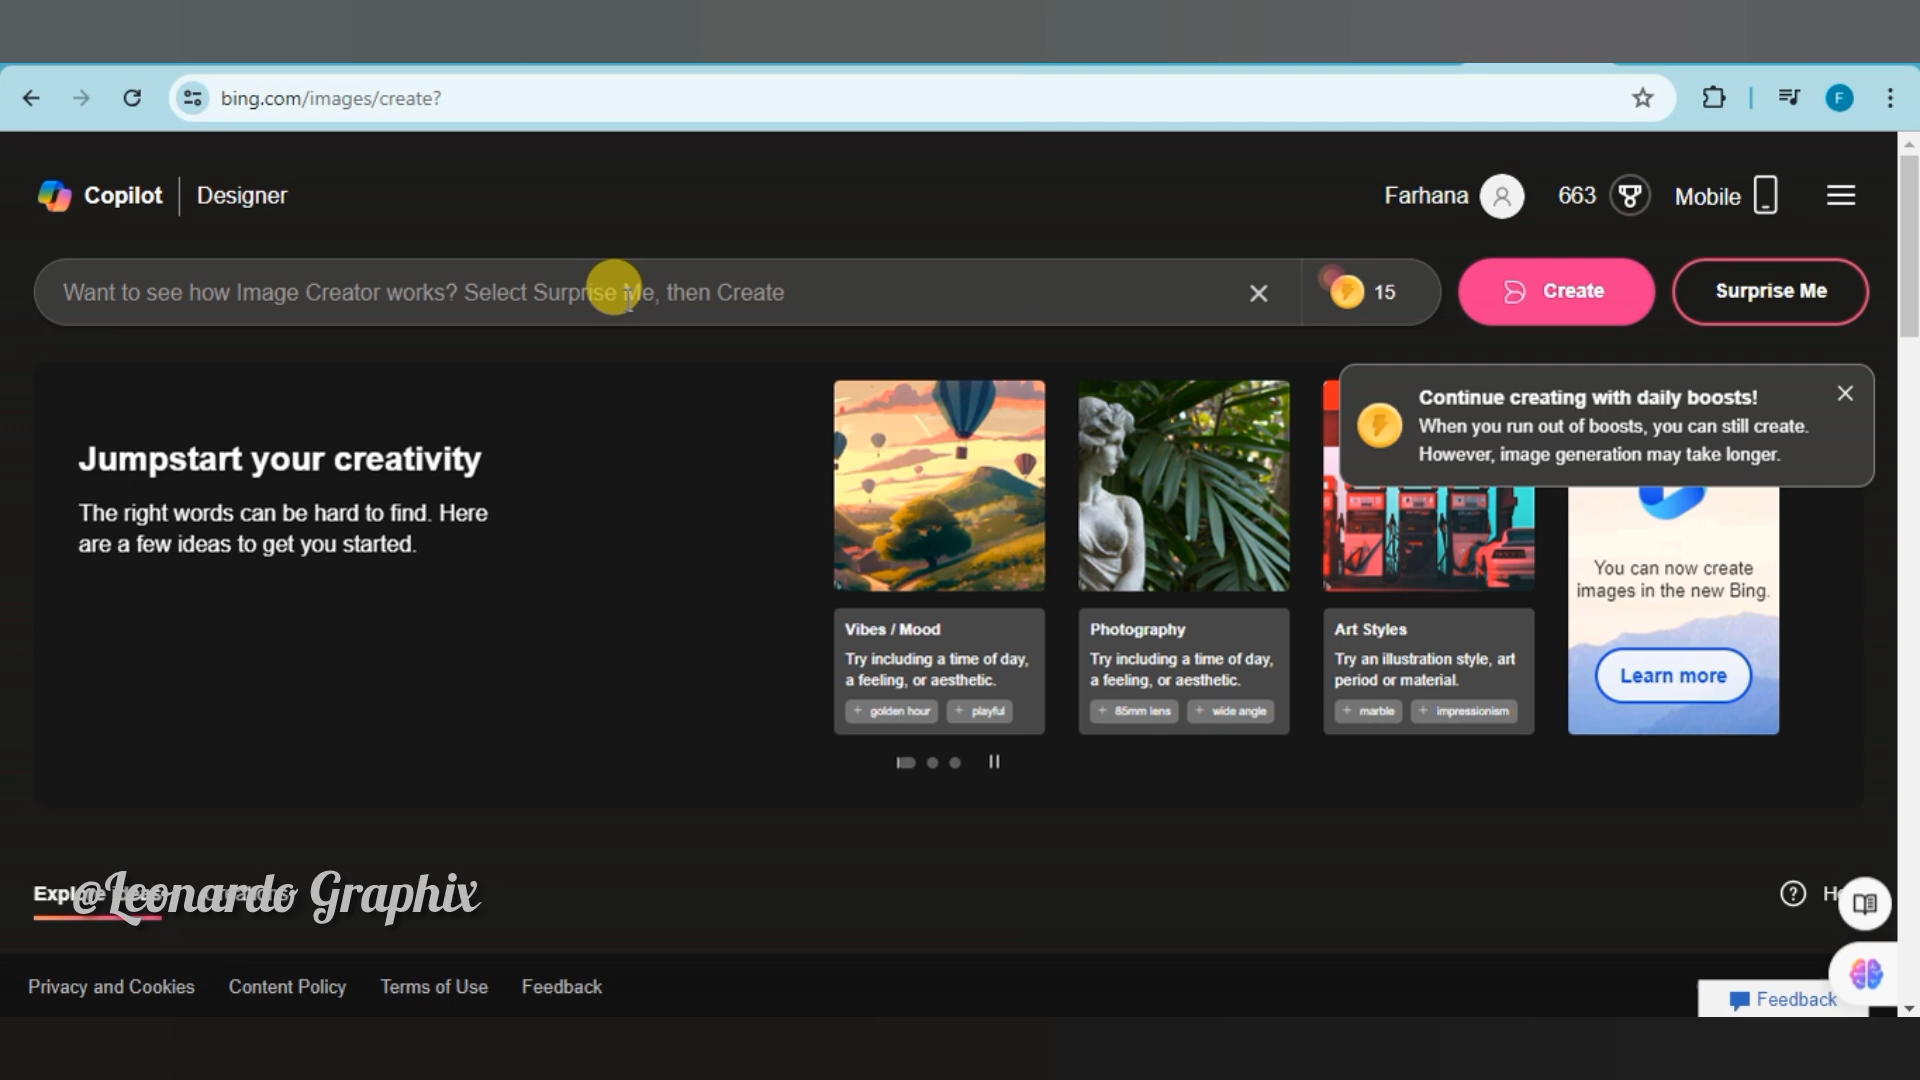 bing.com/images/create?
F
Copilot | Designer
Farhana
663
Mobile
Want to see how Image Creator works? Select Surprise Me, then Create
15
Create
Surprise Me
Continue creating with daily boosts!
When you run out of boosts, you can still create.
However, image generation may take longer.
Jumpstart your creativity
The right words can be hard to find. Here
are a few ideas to get you started.
Vibes / Mood
Try including a time of day,
a feeling, or aesthetic.
+ golden hour
+ playful
Photography
Try including a time of day,
a feeling, or aesthetic.
+ 85mm lens
+ wide angle
Art Styles
Try an illustration style, art
period or material.
+ marble
+ impressionism
You can now create
images in the new Bing.
Learn more
Explore ideas
@Leonardo Graphix
Privacy and Cookies
Content Policy
Terms of Use
Feedback
Feedback